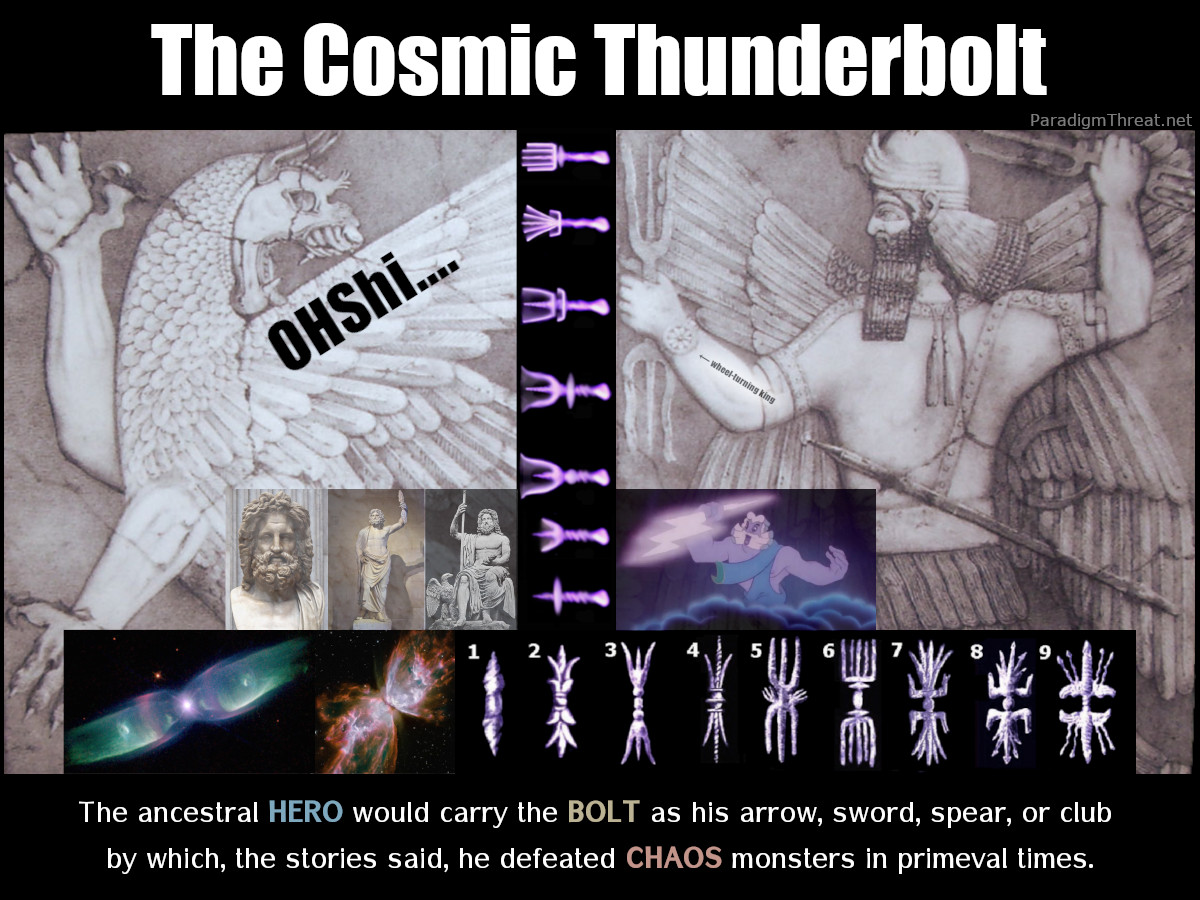 The Cosmic Thunderbolt
ParadigmThreat.net
OHShi....
← wheel-turning king
1 2 3 4 5 6 7 8 9
The ancestral HERO would carry the BOLT as his arrow, sword, spear, or club
by which, the stories said, he defeated CHAOS monsters in primeval times.